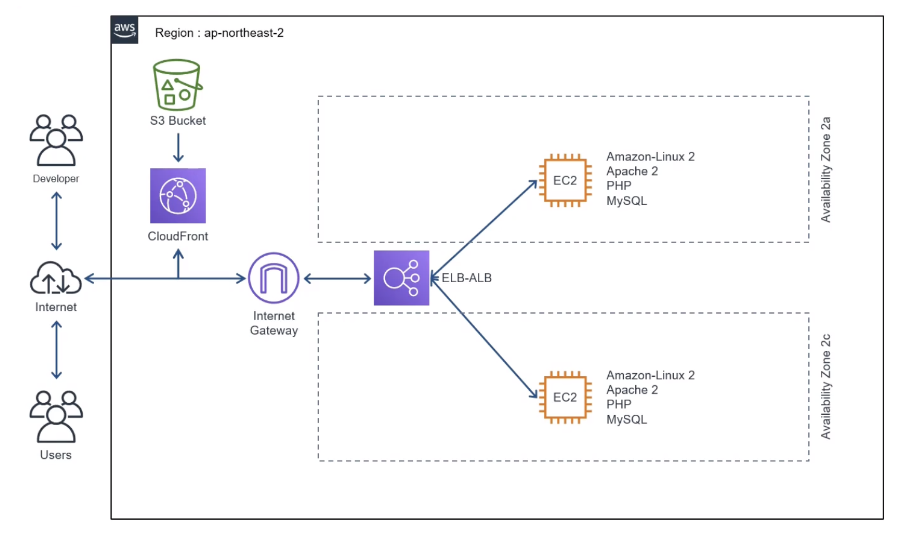 aws
Region : ap-northeast-2
S3 Bucket
Developer
CloudFront
Internet
Internet
Gateway
ELB-ALB
Users
EC2
Amazon-Linux 2
Apache 2
PHP
MySQL
Availability Zone 2a
EC2
Amazon-Linux 2
Apache 2
PHP
MySQL
Availability Zone 2c